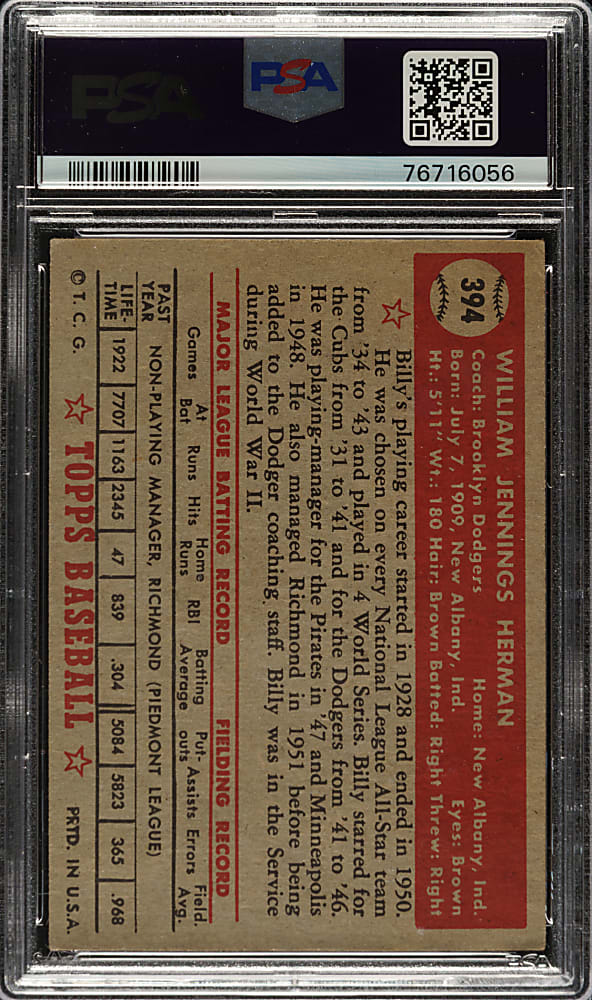 PSA
PSA
76716056
394
WILLIAM JENNINGS HERMAN
Coach: Brooklyn Dodgers Home: New Albany, Ind.
Born: July 7, 1909, New Albany, Ind. Eyes: Brown
Ht.: 5'11" Wt.: 180 Hair: Brown Batted: Right Threw: Right
Billy's playing career started in 1928 and ended in 1950.
He was chosen on every National League All-Star team
from '34 to '43 and played in 4 World Series. Billy starred for
the Cubs from '31 to '41 and for the Dodgers from '41 to '46.
He was playing-manager for the Pirates in '47 and Minneapolis
in 1948. He also managed Richmond in 1951 before being
added to the Dodger coaching staff. Billy was in the Service
during World War II.
MAJOR LEAGUE BATTING RECORD FIELDING RECORD
Games At Bat Runs Hits Home Runs RBI Batting Average Put-outs Assists Errors Field. Avg.
PAST YEAR NON-PLAYING MANAGER, RICHMOND (PIEDMONT LEAGUE)
LIFE-TIME 1922 7707 1163 2345 47 839 .304 5084 5823 365 .968
© T. C. G. TOPPS BASEBALL PRTD. IN U.S.A.